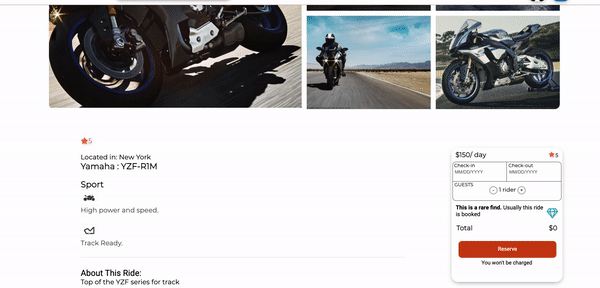 5
Located in: New York
Yamaha : YZF-R1M
Sport
High power and speed.
Track Ready.
About This Ride:
Top of the YZF series for track
$150/ day
5
Check-in
MM/DD/YYYY
Check-out
MM/DD/YYYY
GUESTS
- 1 rider +
This is a rare find. Usually this ride
is booked
Total $0
Reserve
You won't be charged